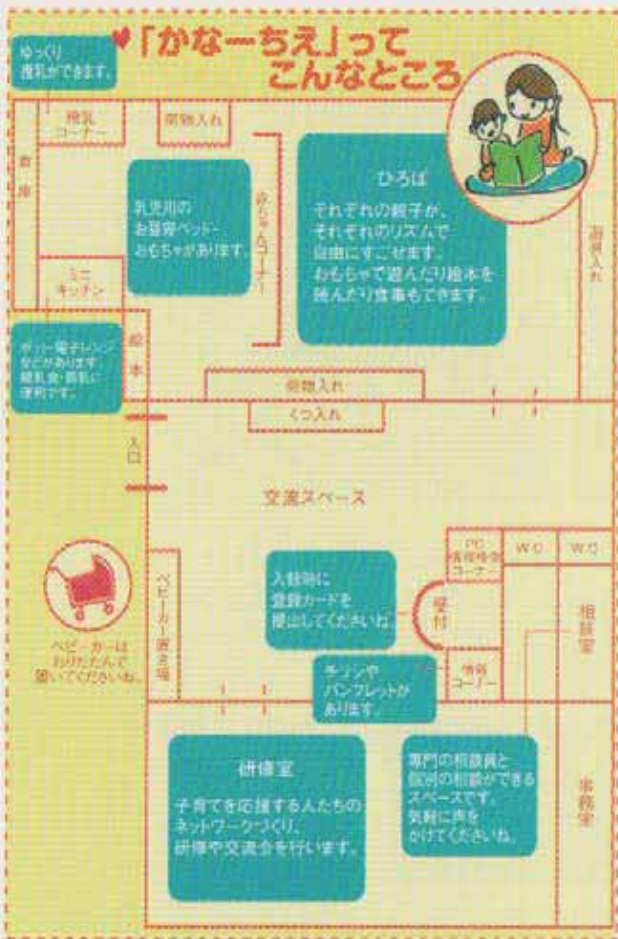 「かなーちえ」って
こんなところ
ゆっくり
授乳ができます。
授乳
コーナー
荷物入れ
倉庫
乳児用の
お昼寝ベッド・
おもちゃがあります。
赤ちゃんコーナー
ひろば
それぞれの親子が、
それぞれのリズムで
自由にすごせます。
おもちゃで遊んだり絵本を
読んだり食事もできます。
遊具入れ
ミニ
キッチン
ポット・電子レンジ
などがあります。
離乳食・調乳に
便利です。
絵本
荷物入れ
くつ入れ
入口
交流スペース
PC
情報検索
コーナー
WC
WC
ベビーカーは
おりたたんで
置いてくださいね。
ベビーカー置き場
入館時に
登録カードを
提出してくださいね。
受付
相談室
チラシや
パンフレットが
あります。
情報
コーナー
研修室
子育てを応援する人たちの
ネットワークづくり、
研修や交流会を行います。
専門の相談員と
個別の相談ができる
スペースです。
気軽に声を
かけてくださいね。
事務室